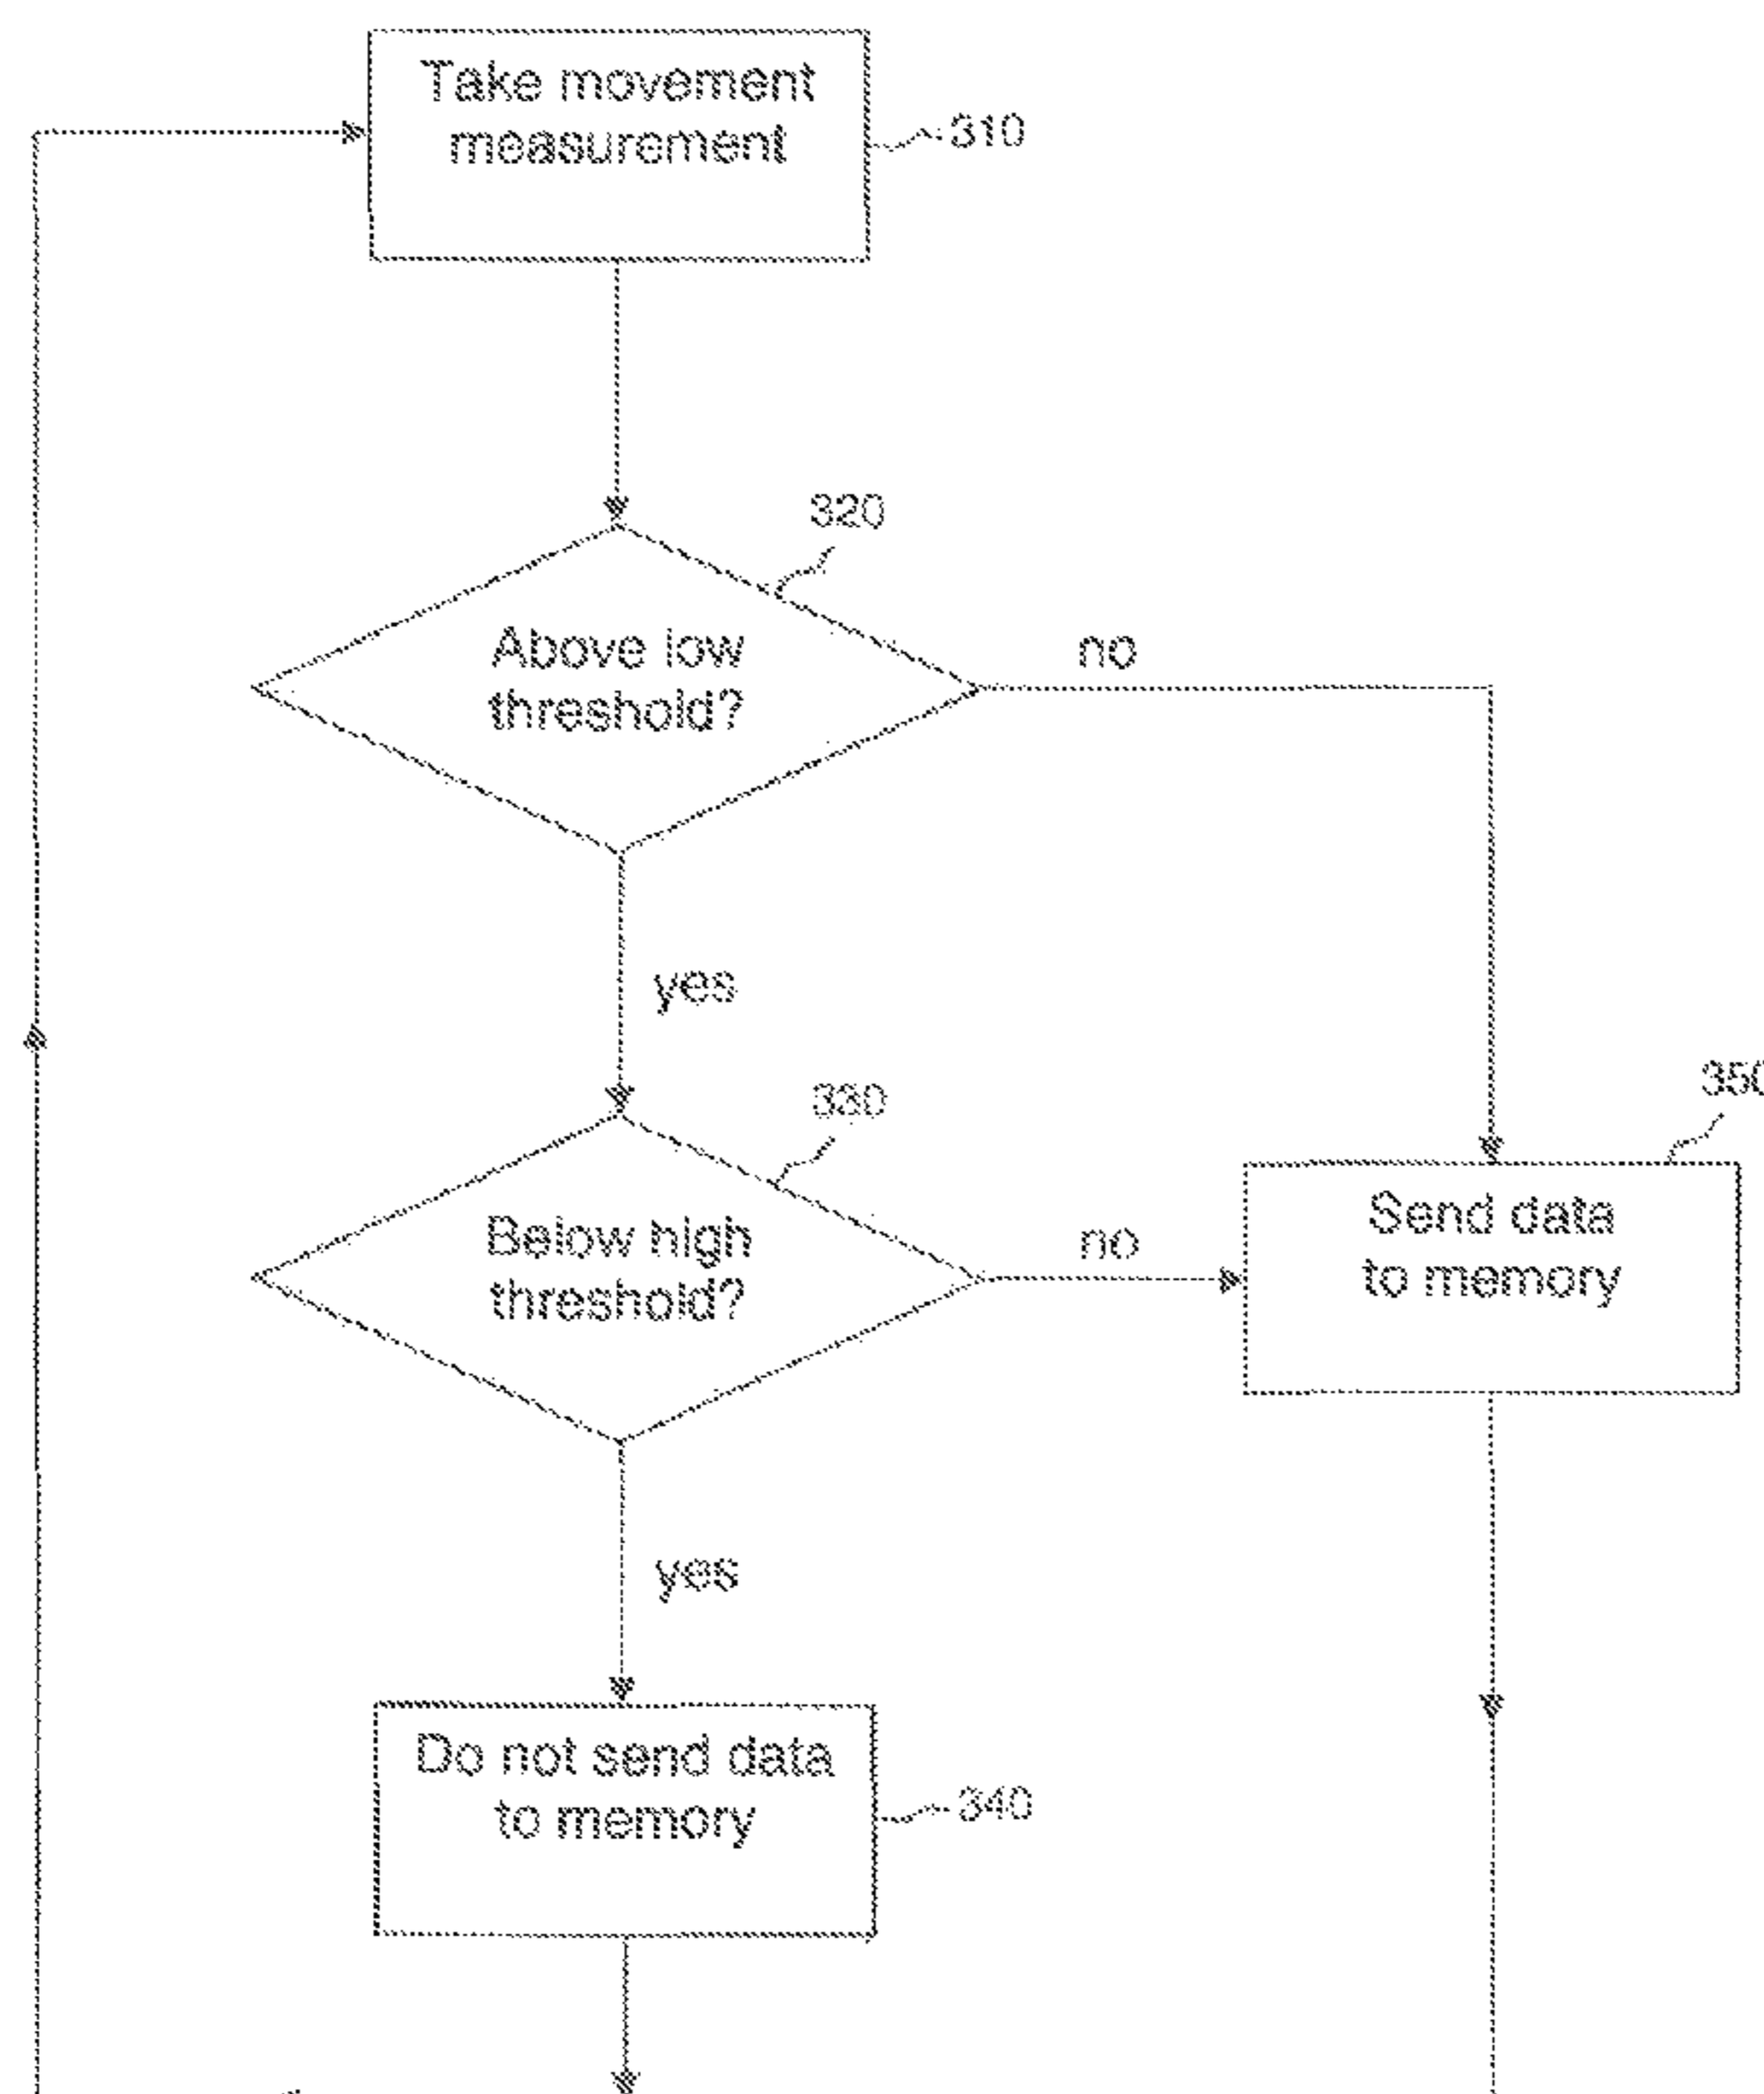 Take movement
measurement
310
320
Above low
threshold?
no
yes
330
350
Below high
threshold?
no
Send data
to memory
yes
Do not send data
to memory
340